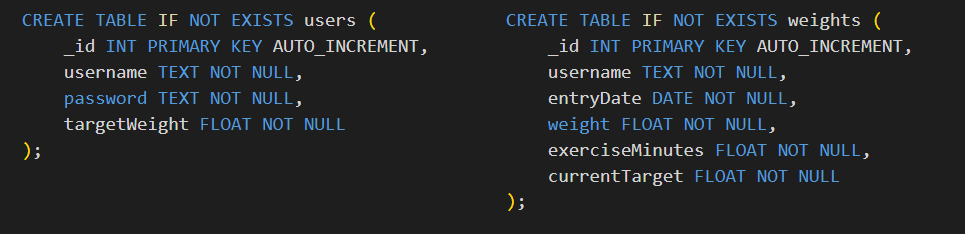 CREATE TABLE IF NOT EXISTS users (
    _id INT PRIMARY KEY AUTO_INCREMENT,
    username TEXT NOT NULL,
    password TEXT NOT NULL,
    targetWeight FLOAT NOT NULL
);
CREATE TABLE IF NOT EXISTS weights (
    _id INT PRIMARY KEY AUTO_INCREMENT,
    username TEXT NOT NULL,
    entryDate DATE NOT NULL,
    weight FLOAT NOT NULL,
    exerciseMinutes FLOAT NOT NULL,
    currentTarget FLOAT NOT NULL
);